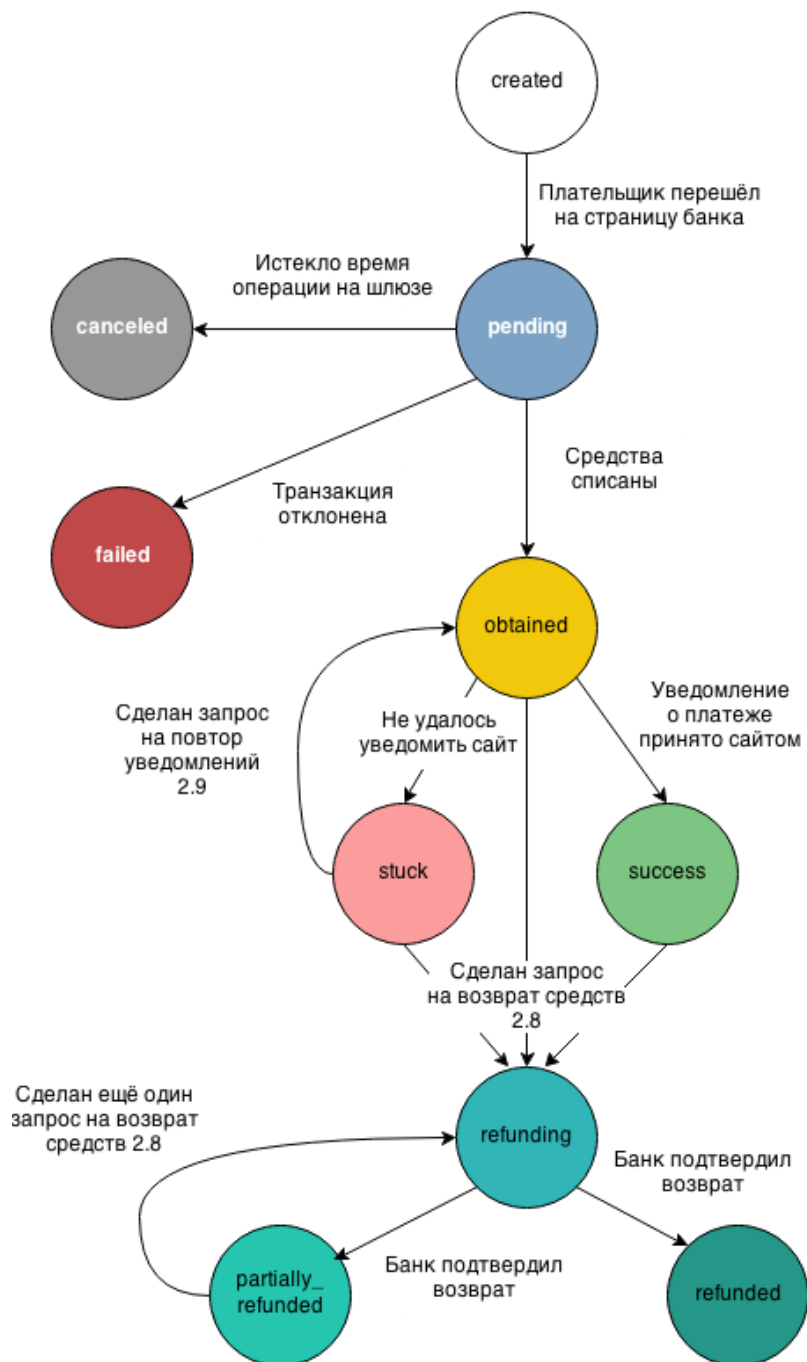 created
Плательщик перешёл
на страницу банка
Истекло время
операции на шлюзе
canceled
pending
Средства
списаны
Транзакция
отклонена
failed
obtained
Уведомление
о платеже
принято сайтом
Не удалось
уведомить сайт
Сделан запрос
на повтор
уведомлений
2.9
stuck
success
Сделан запрос
на возврат средств
2.8
Сделан ещё один
запрос на возврат
средств 2.8
refunding
Банк подтвердил
возврат
Банк подтвердил
возврат
partially_
refunded
refunded